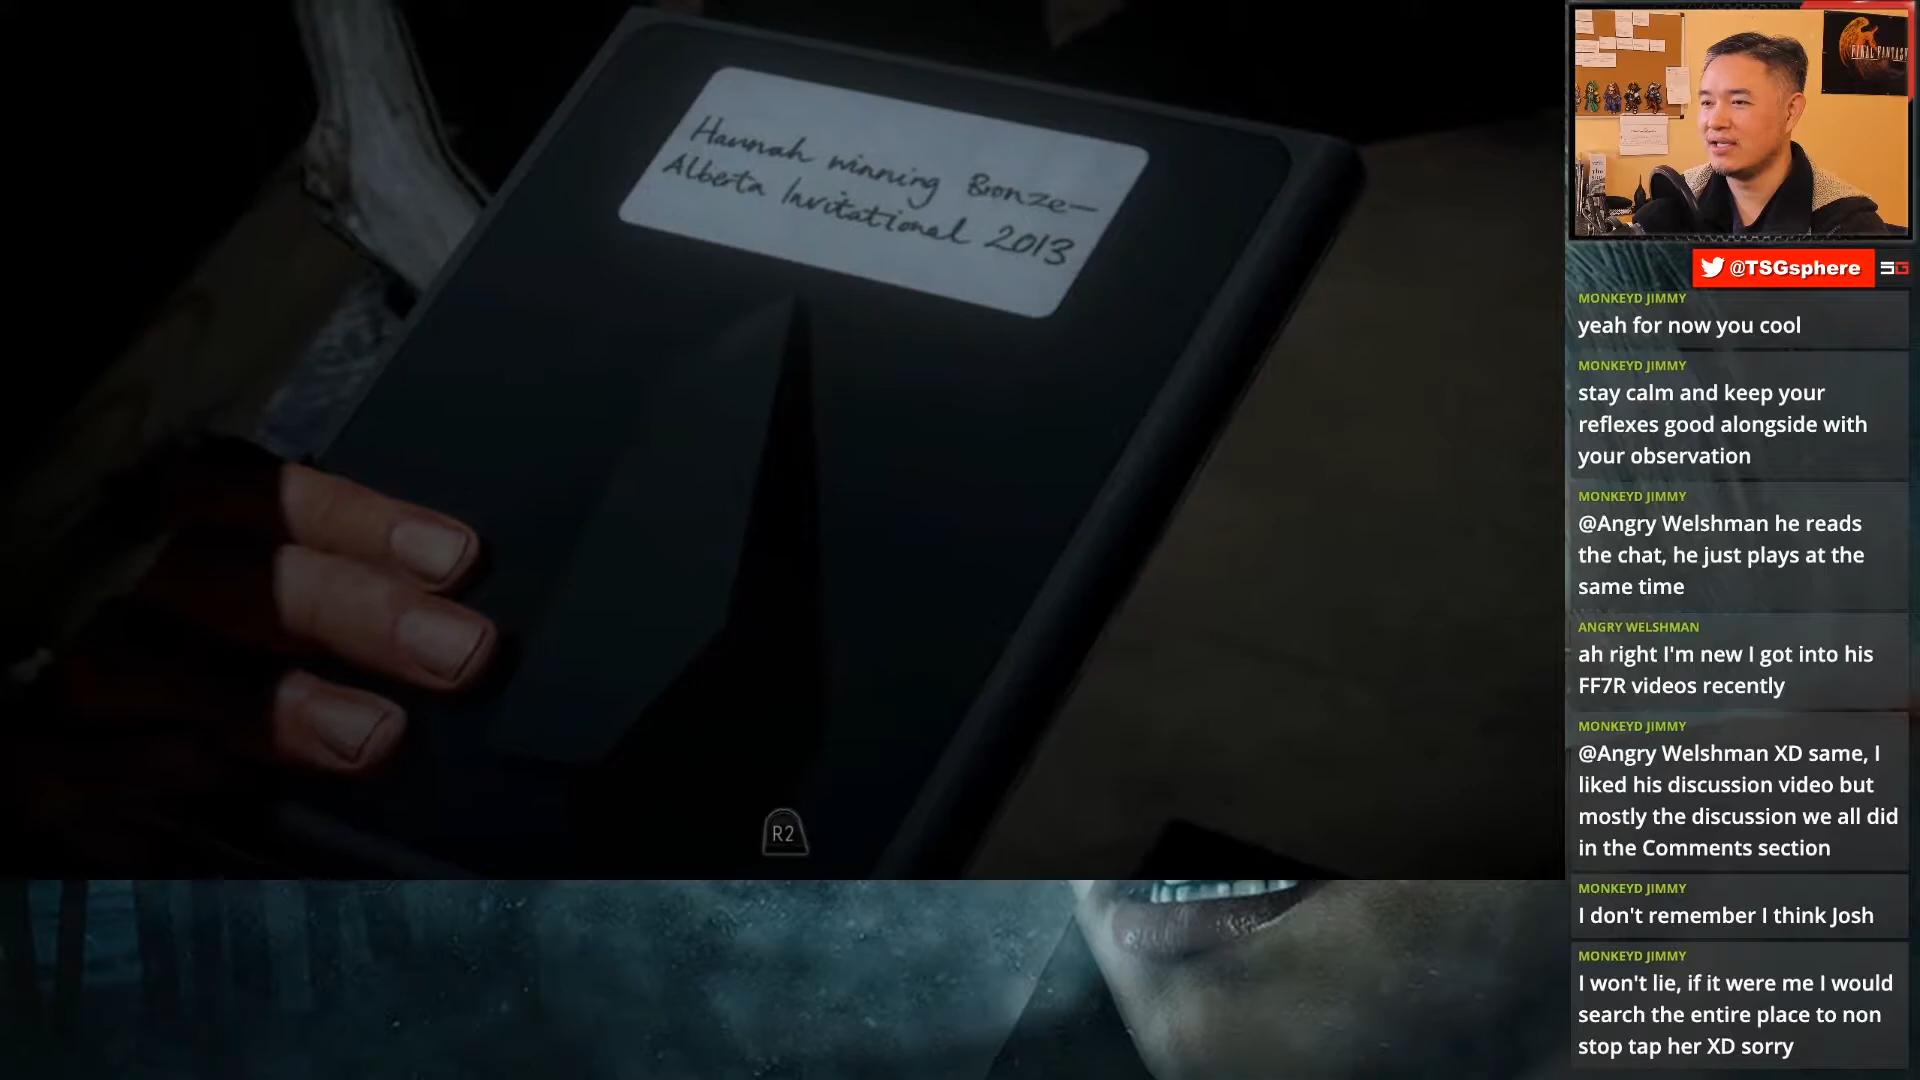 Hannah winning Bronze—
Alberta Invitational 2013
R2
FINAL FANTASY
@TSGsphere
SG
MONKEYD JIMMY
yeah for now you cool
MONKEYD JIMMY
stay calm and keep your
reflexes good alongside with
your observation
MONKEYD JIMMY
@Angry Welshman he reads
the chat, he just plays at the
same time
ANGRY WELSHMAN
ah right I'm new I got into his
FF7R videos recently
MONKEYD JIMMY
@Angry Welshman XD same, I
liked his discussion video but
mostly the discussion we all did
in the Comments section
MONKEYD JIMMY
I don't remember I think Josh
MONKEYD JIMMY
I won't lie, if it were me I would
search the entire place to non
stop tap her XD sorry